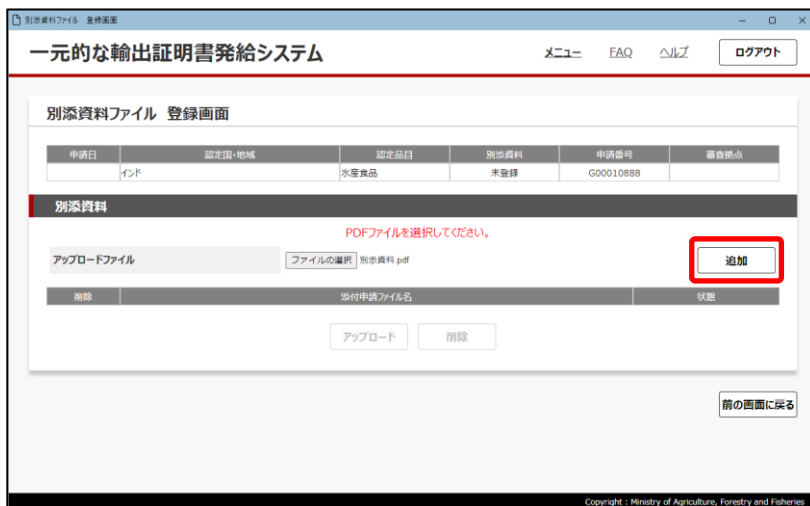 別添資料ファイル 登録画面
一元的な輸出証明書発給システム
メニュー FAQ ヘルプ ログアウト
別添資料ファイル 登録画面
申請日 認定国・地域 認定品目 別添資料 申請番号 審査拠点
インド 水産食品 未登録 G00010888
別添資料
PDFファイルを選択してください。
アップロードファイル ファイルの選択 別添資料.pdf 追加
削除 添付申請ファイル名 状態
アップロード 削除
前の画面に戻る
Copyright : Ministry of Agriculture, Forestry and Fisheries